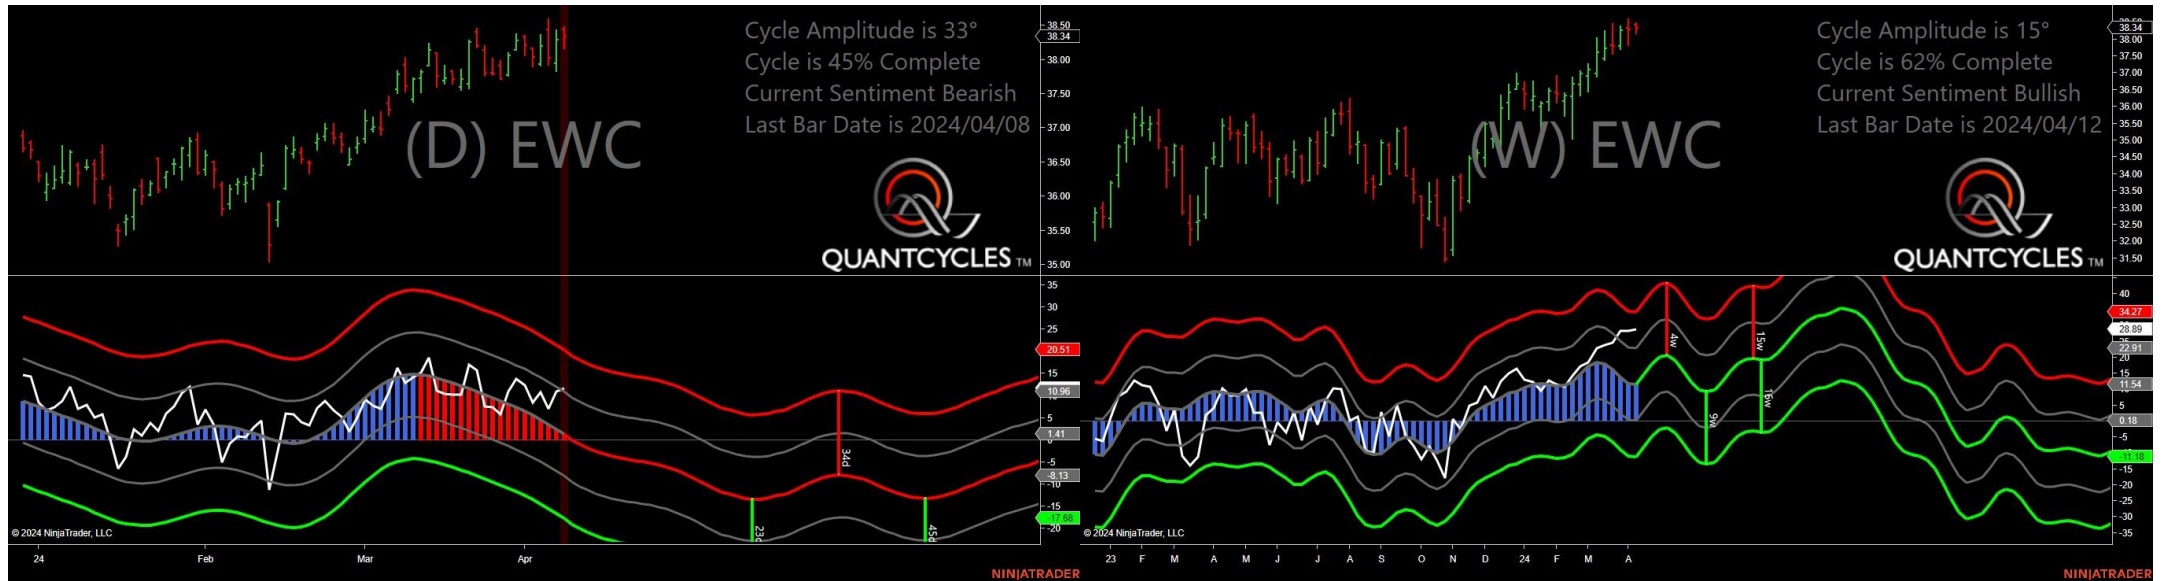 Cycle Amplitude is 33°
Cycle is 45% Complete
Current Sentiment Bearish
Last Bar Date is 2024/04/08
(D) EWC
QUANTCYCLES TM
38.50
38.34
38.00
37.50
37.00
36.50
36.00
35.50
35.00
35
30
25
20.51
15
10.96
5
1.41
-5
-8.13
-10
-15
-17.68
-20
34d
23d
45d
© 2024 NinjaTrader, LLC
24 Feb Mar Apr
NINJATRADER
Cycle Amplitude is 15°
Cycle is 62% Complete
Current Sentiment Bullish
Last Bar Date is 2024/04/12
(W) EWC
QUANTCYCLES TM
38.34
38.00
37.50
37.00
36.50
36.00
35.50
35.00
34.50
34.00
33.50
33.00
32.50
32.00
31.50
40
34.27
28.89
22.91
20
15
11.54
5
0.18
-5
-11.18
-15
-20
-25
-30
-35
4w
15w
9w
16w
© 2024 NinjaTrader, LLC
23 F M A M J J A S O N D 24 F M A
NINJATRADER